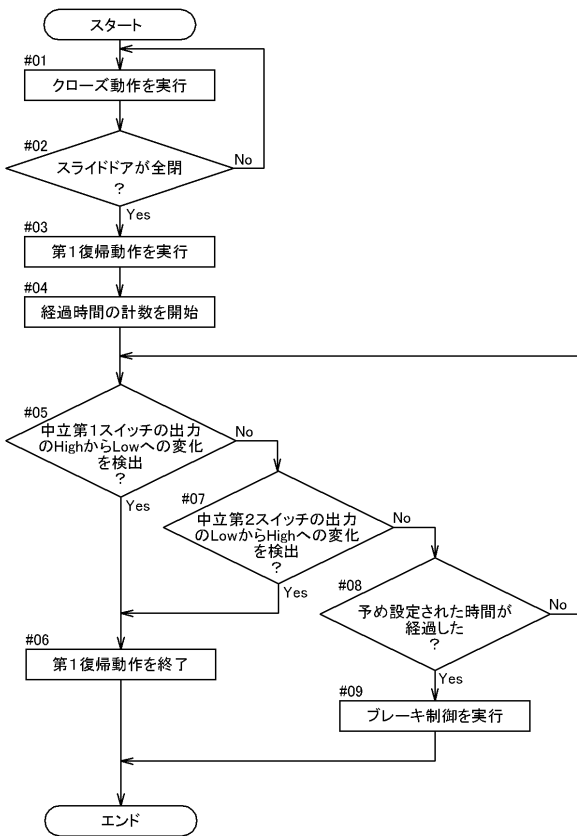 スタート
#01
クローズ動作を実行
#02
スライドドアが全閉
?
No
Yes
#03
第1復帰動作を実行
#04
経過時間の計数を開始
#05
中立第1スイッチの出力
のHighからLowへの変化
を検出
?
No
Yes
#07
中立第2スイッチの出力
のLowからHighへの変化
を検出
?
No
Yes
#08
予め設定された時間が
経過した
?
No
Yes
#06
第1復帰動作を終了
#09
ブレーキ制御を実行
エンド